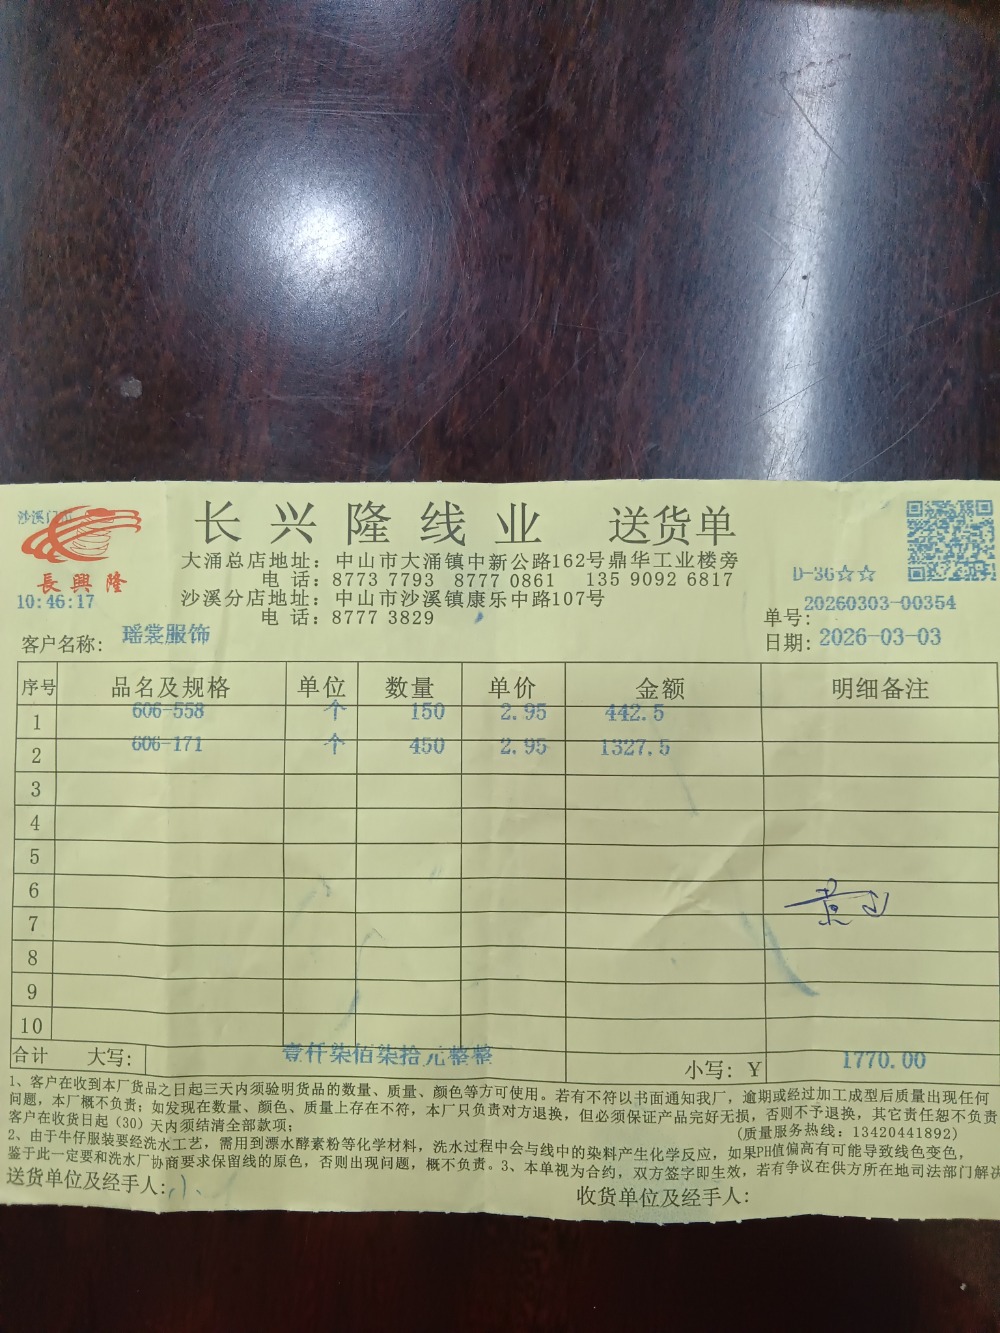 沙溪门
長興隆
10:46:17
长兴隆线业 送货单
大涌总店地址：中山市大涌镇中新公路162号鼎华工业楼旁
电 话：8773 7793 8777 0861 135 9092 6817
沙溪分店地址：中山市沙溪镇康乐中路107号
电 话：8777 3829
D-36☆☆
单号：20260303-00354
客户名称：瑶裳服饰
日期：2026-03-03
序号 品名及规格 单位 数量 单价 金额 明细备注
1 606-558 个 150 2.95 442.5
2 606-171 个 450 2.95 1327.5
3
4
5
6
7
8
9
10
合计 大写：壹仟柒佰柒拾元整整 小写：Y 1770.00
1、客户在收到本厂货品之日起三天内须验明货品的数量、质量、颜色等方可使用。若有不符以书面通知我厂，逾期或经过加工成型后质量出现任何
问题，本厂概不负责；如发现在数量、颜色、质量上存在不符，本厂只负责对方退换，但必须保证产品完好无损，否则不予退换，其它责任恕不负责
客户在收货日起（30）天内须结清全部款项； (质量服务热线：13420441892)
2、由于牛仔服装要经洗水工艺，需用到漂水酵素粉等化学材料，洗水过程中会与线中的染料产生化学反应，如果PH值偏高有可能导致线色变色，
鉴于此一定要和洗水厂协商要求保留线的原色，否则出现问题，概不负责。3、本单视为合约，双方签字即生效，若有争议在供方所在地司法部门解决
送货单位及经手人：
收货单位及经手人：